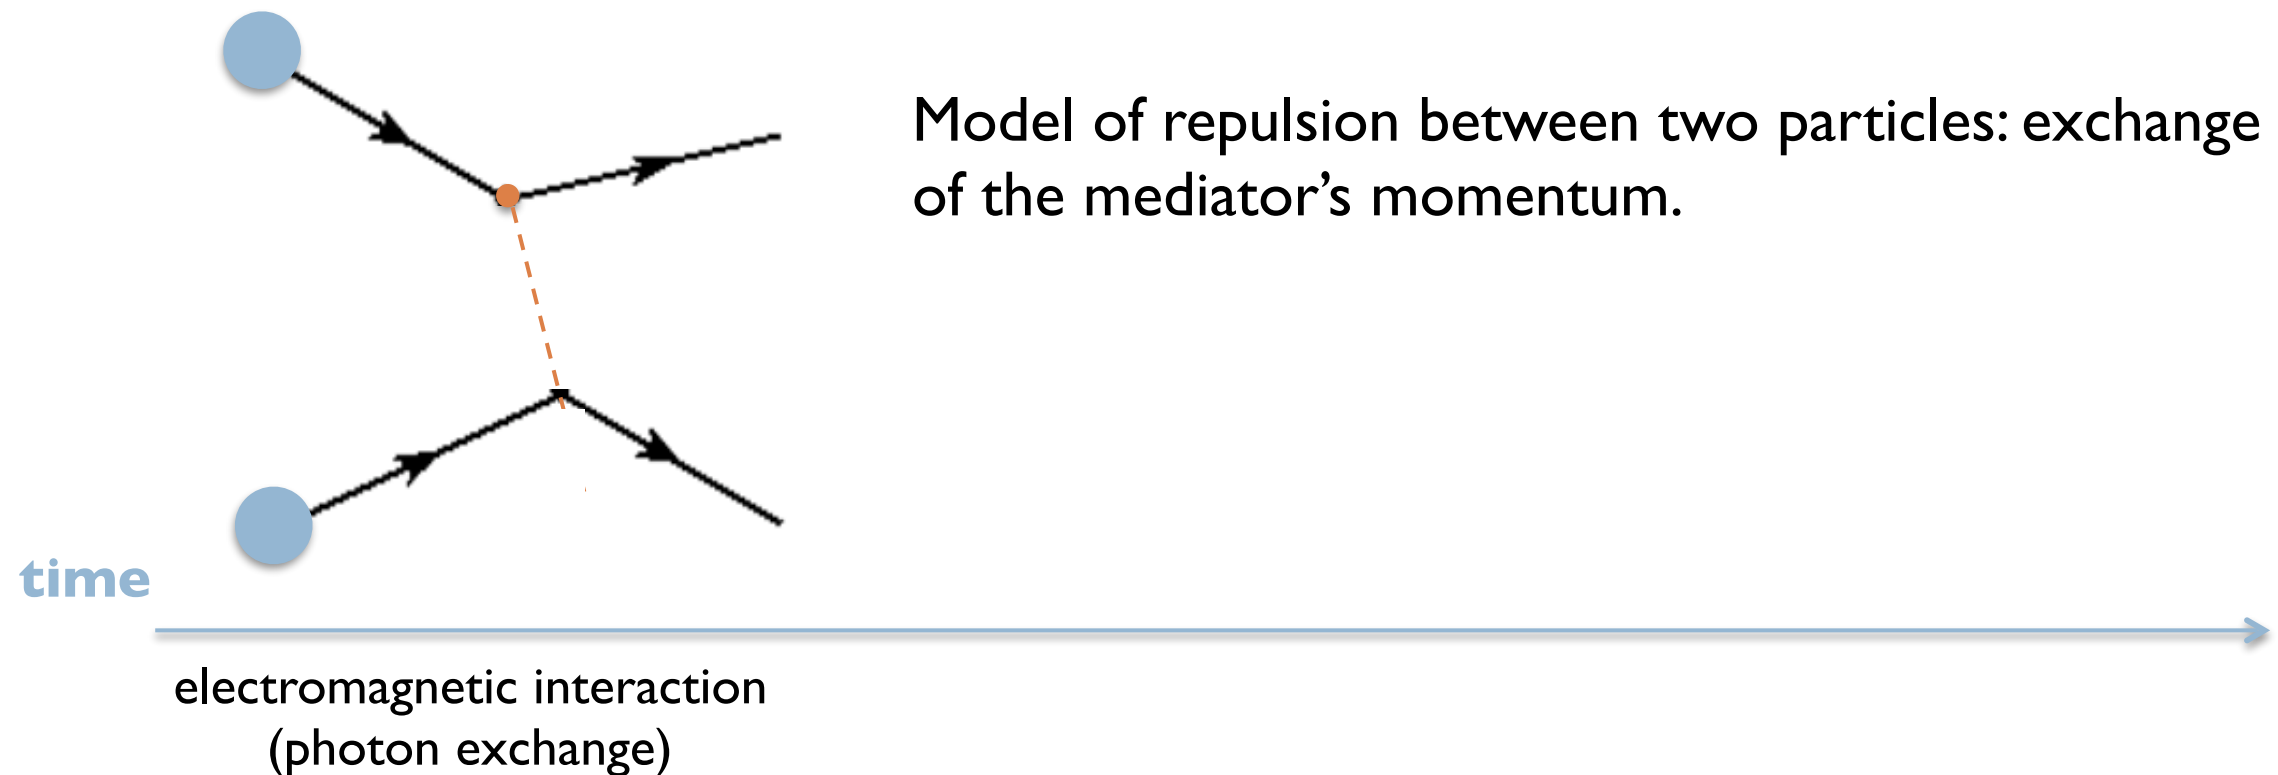 Model of repulsion between two particles: exchange
of the mediator’s momentum.
time
electromagnetic interaction
(photon exchange)